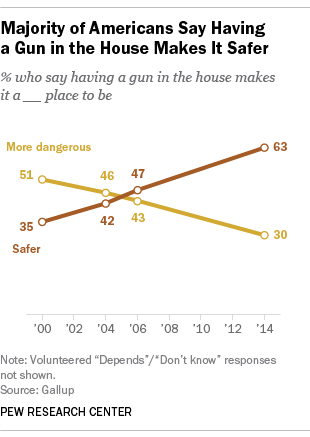 Majority of Americans Say Having
a Gun in the House Makes It Safer
% who say having a gun in the house makes
it a __ place to be
More dangerous
51 46 47 63
35 42 43 30
Safer
'00 '02 '04 '06 '08 '10 '12 '14
Note: Volunteered “Depends”/*Don't know” responses
not shown.
Source: Gallup
PEW RESEARCH CENTER